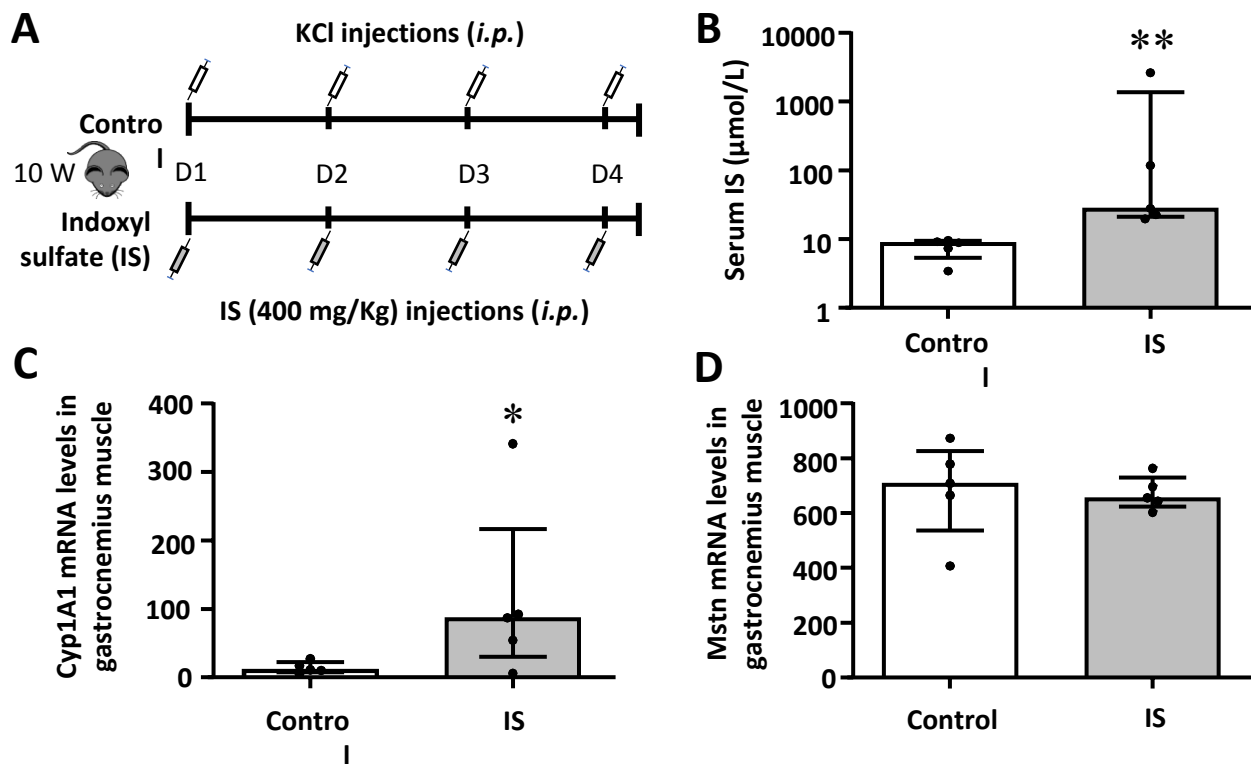 A
KCl injections (i.p.)
Contro
l
10 W
D1 D2 D3 D4
Indoxyl
sulfate (IS)
IS (400 mg/Kg) injections (i.p.)
B
Serum IS (µmol/L)
10000
1000
100
10
1
**
Contro
l
IS
C
Cyp1A1 mRNA levels in
gastrocnemius muscle
400
300
200
100
0
*
Contro
l
IS
D
Mstn mRNA levels in
gastrocnemius muscle
1000
800
600
400
200
0
Control
IS